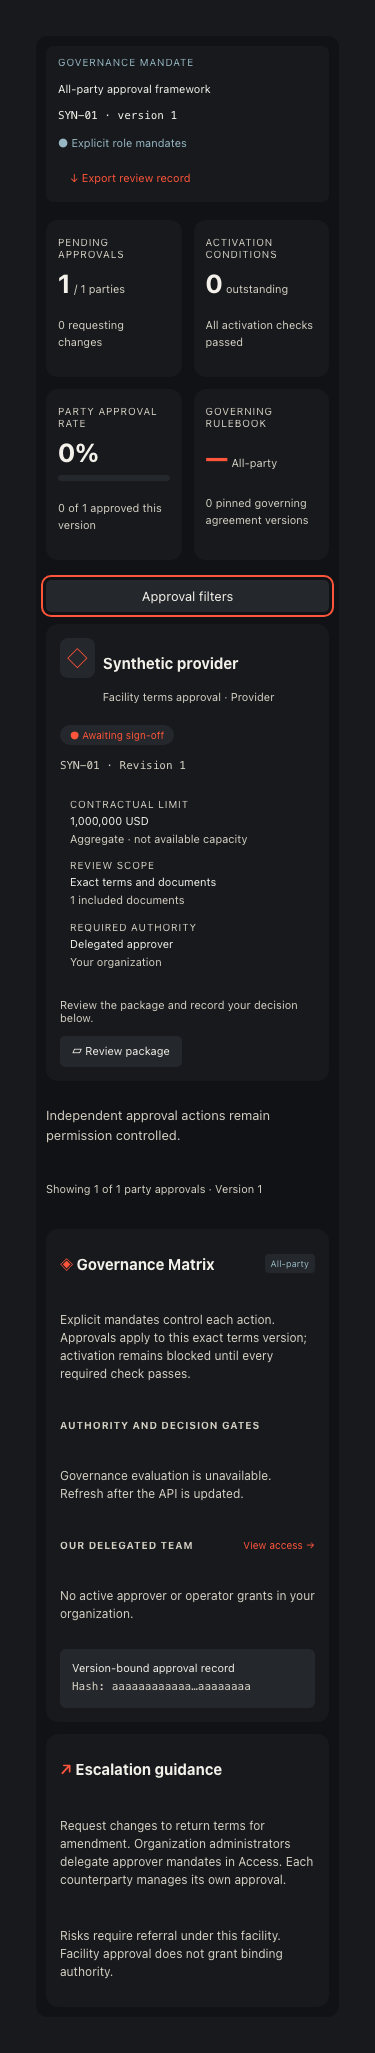 GOVERNANCE MANDATE
All-party approval framework
SYN–01 · version 1
Explicit role mandates
↓ Export review record
PENDING
APPROVALS
1 / 1 parties
0 requesting
changes
ACTIVATION
CONDITIONS
0 outstanding
All activation checks
passed
PARTY APPROVAL
RATE
0%
0 of 1 approved this
version
GOVERNING
RULEBOOK
— All-party
0 pinned governing
agreement versions
Approval filters
Synthetic provider
Facility terms approval · Provider
Awaiting sign-off
SYN–01 · Revision 1
CONTRACTUAL LIMIT
1,000,000 USD
Aggregate · not available capacity
REVIEW SCOPE
Exact terms and documents
1 included documents
REQUIRED AUTHORITY
Delegated approver
Your organization
Review the package and record your decision
below.
▱ Review package
Independent approval actions remain
permission controlled.
Showing 1 of 1 party approvals · Version 1
◈ Governance Matrix
All-party
Explicit mandates control each action.
Approvals apply to this exact terms version;
activation remains blocked until every
required check passes.
AUTHORITY AND DECISION GATES
Governance evaluation is unavailable.
Refresh after the API is updated.
OUR DELEGATED TEAM
View access →
No active approver or operator grants in your
organization.
Version-bound approval record
Hash: aaaaaaaaaaaa…aaaaaaaa
↗ Escalation guidance
Request changes to return terms for
amendment. Organization administrators
delegate approver mandates in Access. Each
counterparty manages its own approval.
Risks require referral under this facility.
Facility approval does not grant binding
authority.